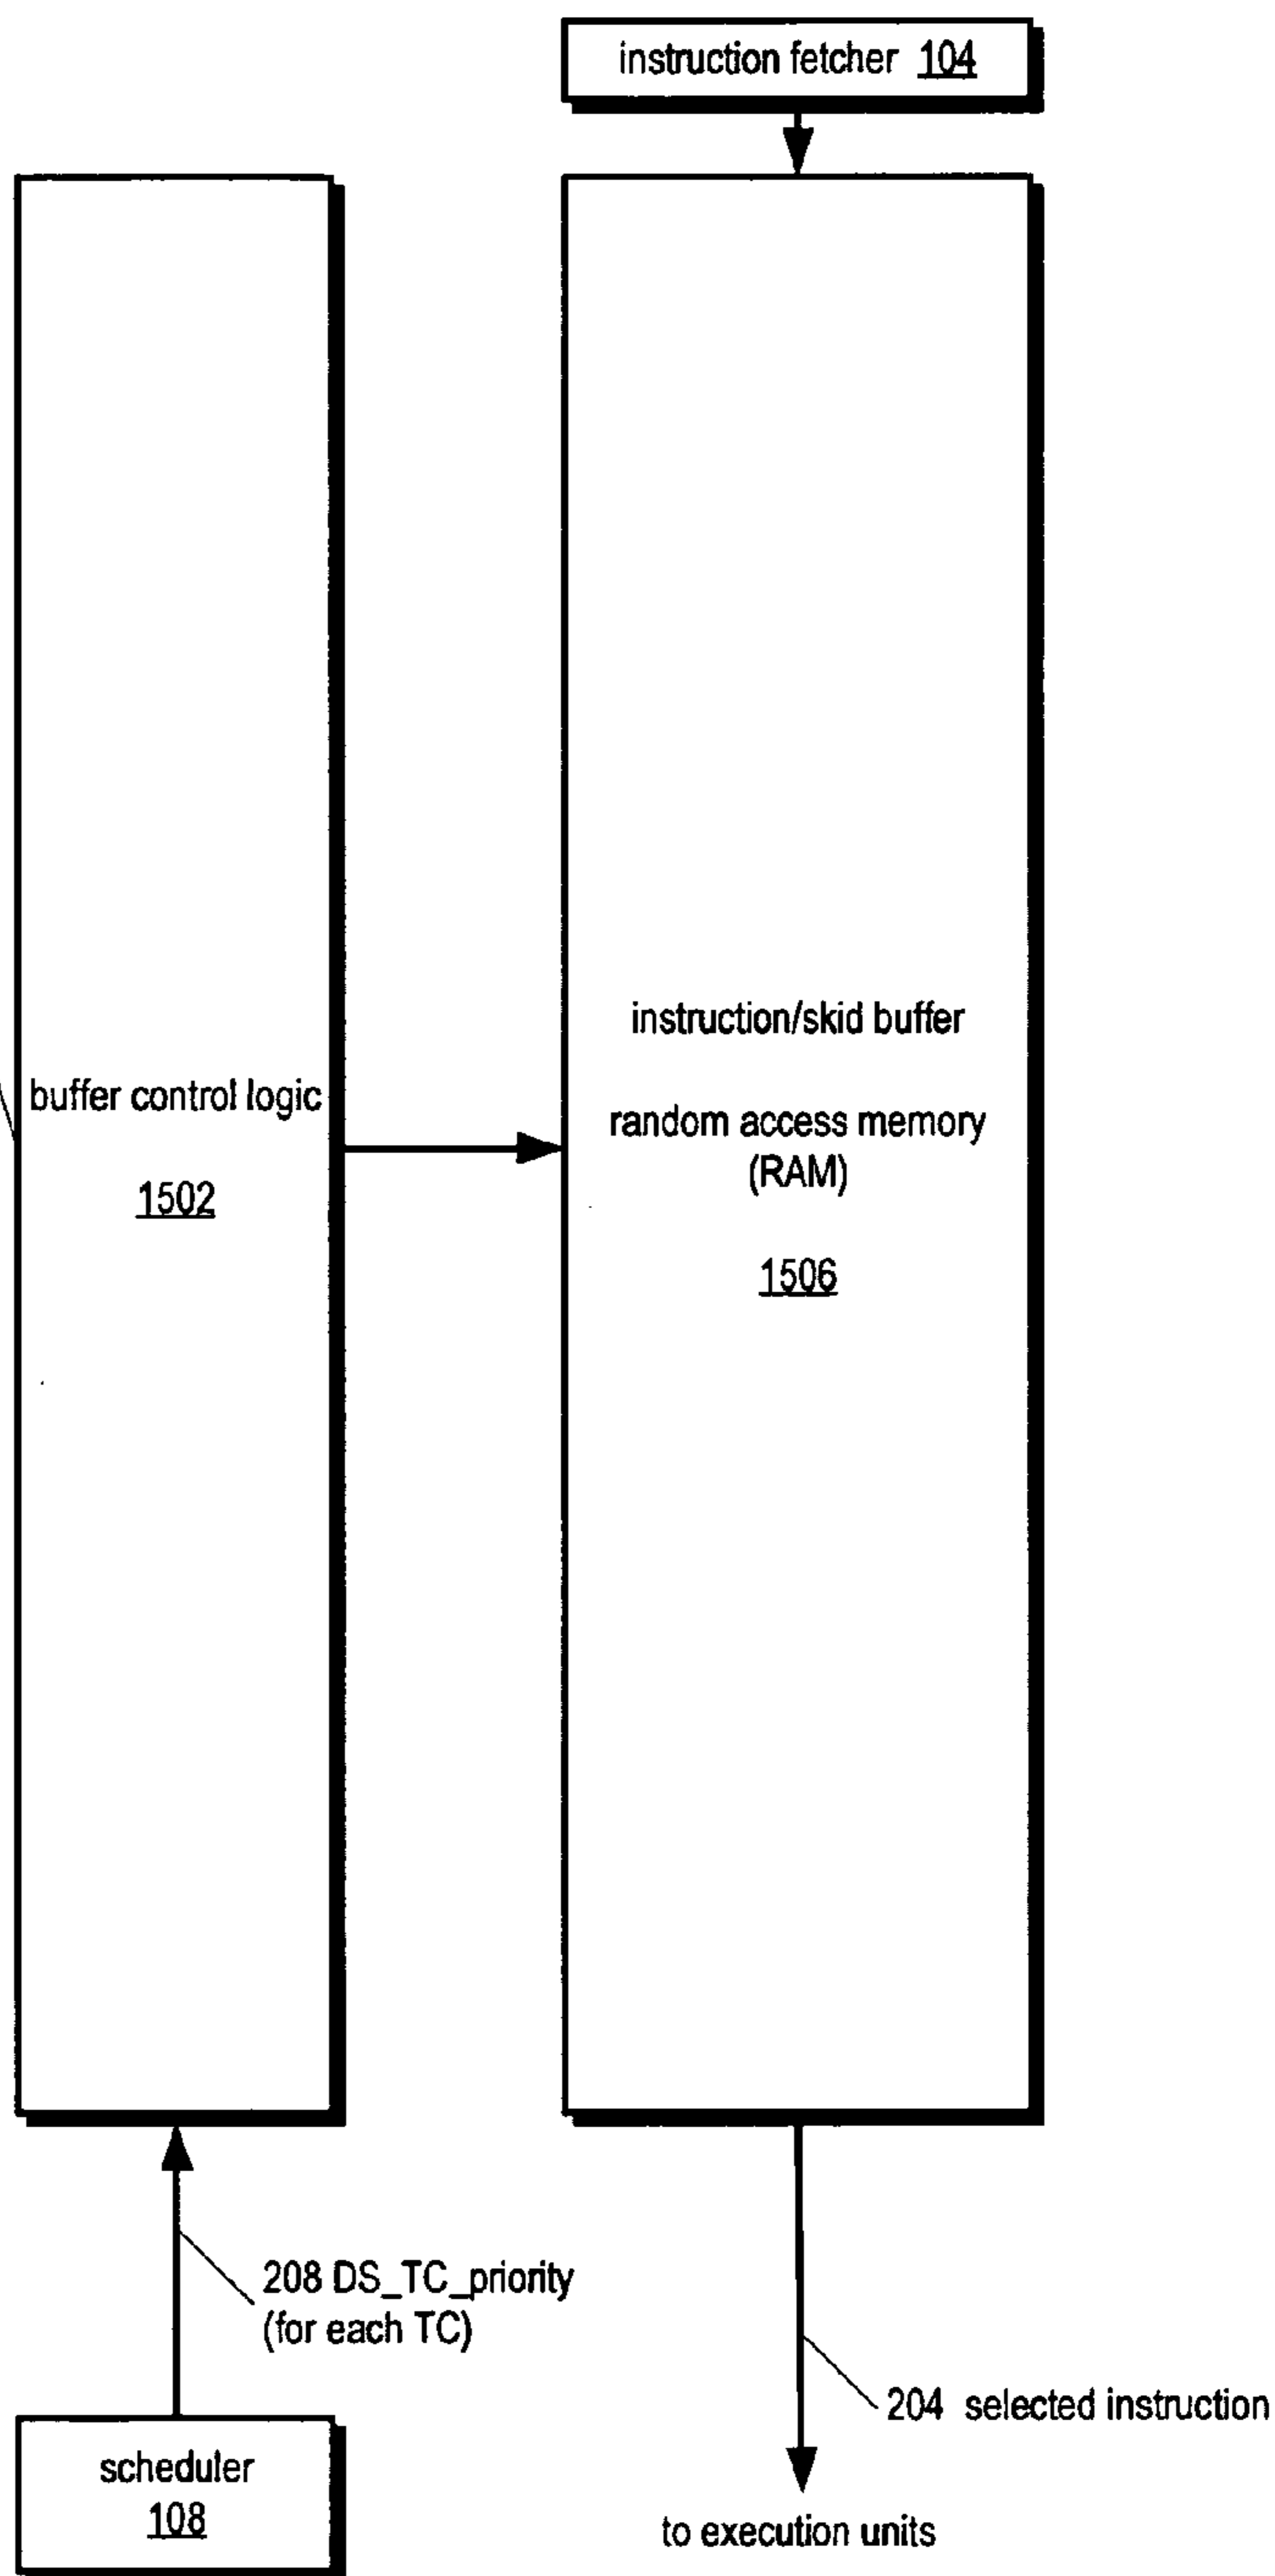 instruction fetcher 104
instruction/skid buffer
buffer control logic
random access memory
(RAM)
1502
1506
208 DS_TC_priority
(for each TC)
204 selected instruction
scheduler
108
to execution units